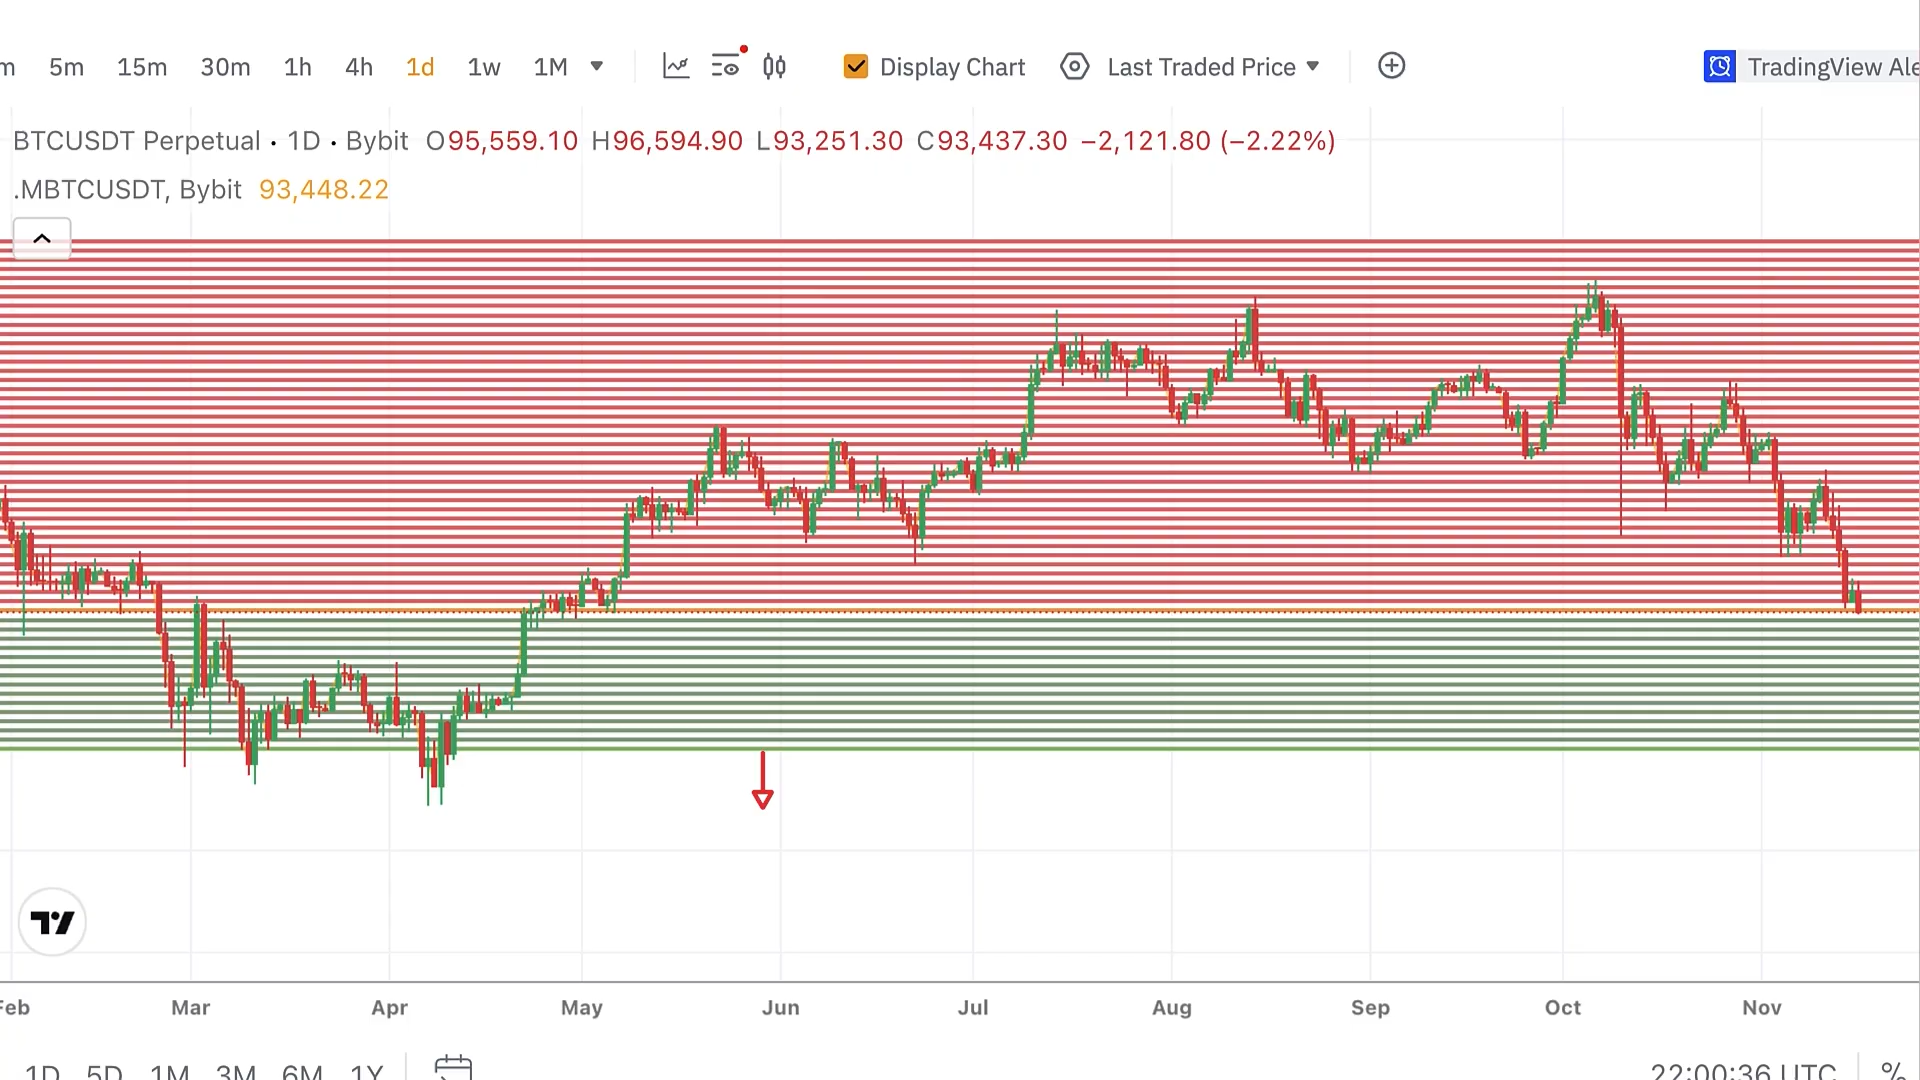 m 5m 15m 30m 1h 4h 1d 1w 1M Display Chart Last Traded Price TradingView Ale
BTCUSDT Perpetual · 1D · Bybit O95,559.10 H96,594.90 L93,251.30 C93,437.30 −2,121.80 (−2.22%)
.MBTCUSDT, Bybit 93,448.22
Feb Mar Apr May Jun Jul Aug Sep Oct Nov
1D 5D 1M 3M 6M 1Y 22:00:36 UTC %